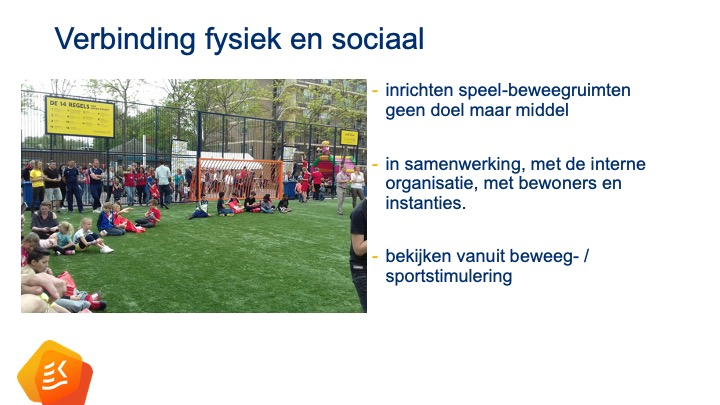 Verbinding fysiek en sociaal
DE 14 REGELS
- inrichten speel-beweegruimten
geen doel maar middel
- in samenwerking, met de interne
organisatie, met bewoners en
instanties.
- bekijken vanuit beweeg- /
sportstimulering